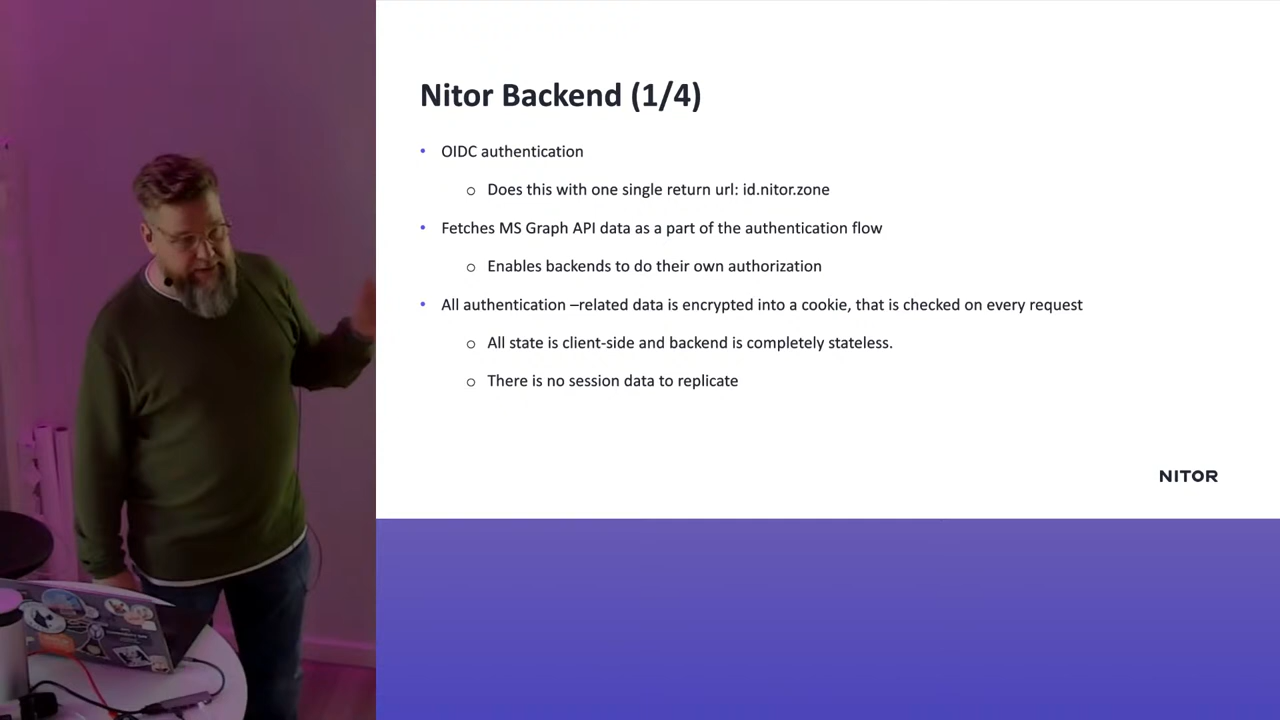 Nitor Backend (1/4)
• OIDC authentication
o Does this with one single return url: id.nitor.zone
• Fetches MS Graph API data as a part of the authentication flow
o Enables backends to do their own authorization
• All authentication –related data is encrypted into a cookie, that is checked on every request
o All state is client-side and backend is completely stateless.
o There is no session data to replicate
NITOR